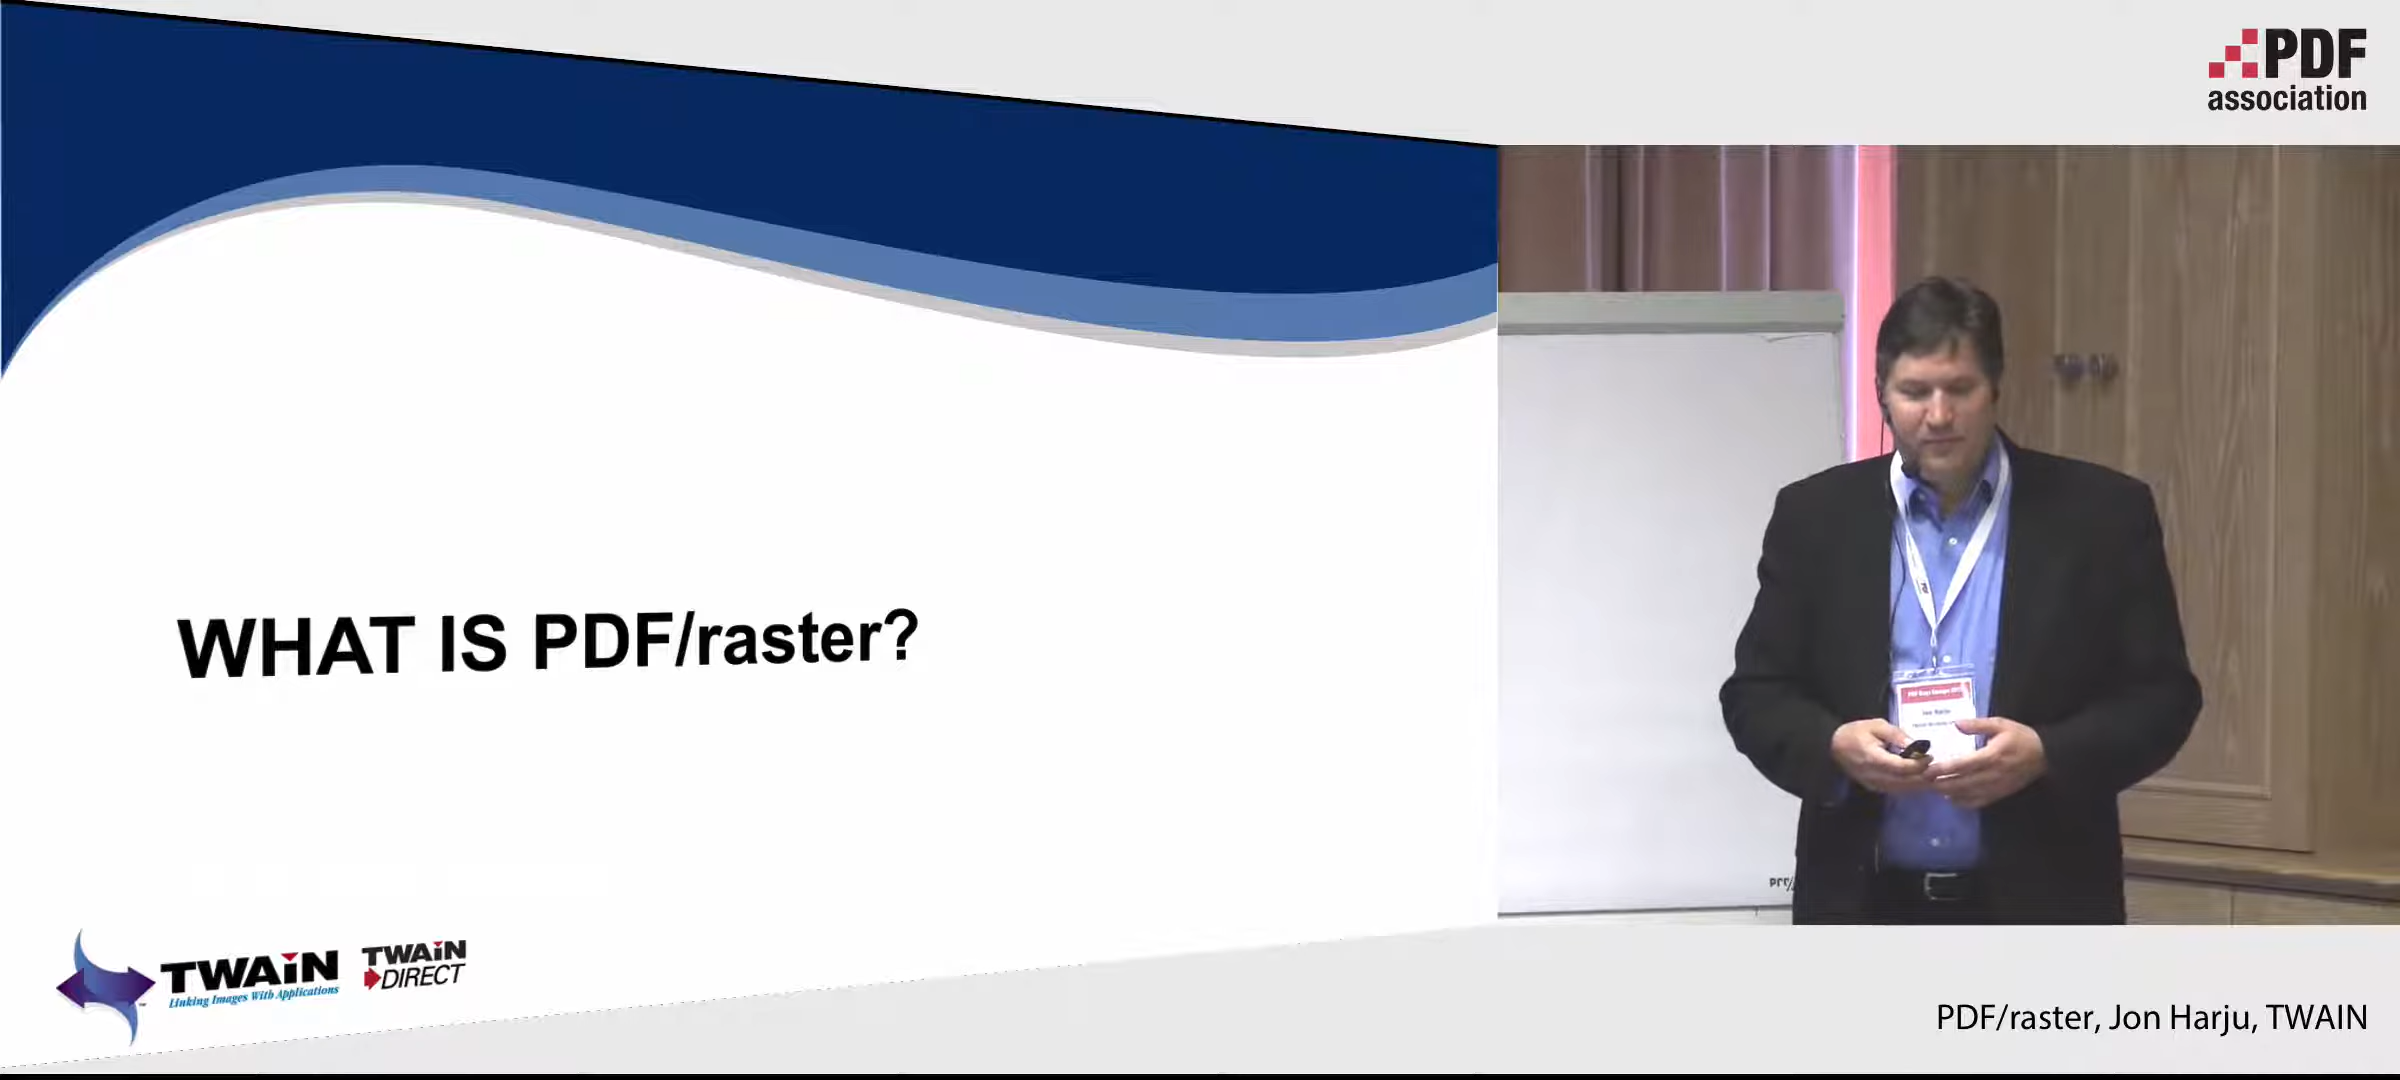 PDF
association
WHAT IS PDF/raster?
TWAIN
Linking Images With Applications
TWAIN
DIRECT
PDF/raster, Jon Harju, TWAIN